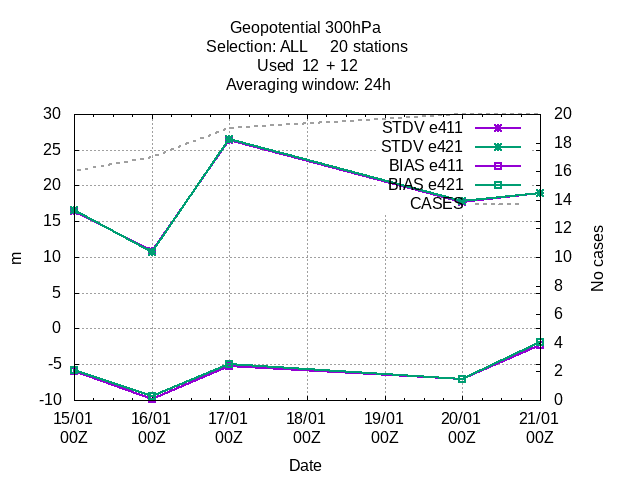 Geopotential 300hPa
Selection: ALL 20 stations
Used 12 + 12
Averaging window: 24h
30 20
STDV e411
STDV e421
BIAS e411
BIAS e421
CASES
25
20
15
10
5
0
-5
-10
18
16
14
12
10
8
6
4
2
0
m
No cases
15/01 16/01 17/01 18/01 19/01 20/01 21/01
00Z 00Z 00Z 00Z 00Z 00Z 00Z
Date